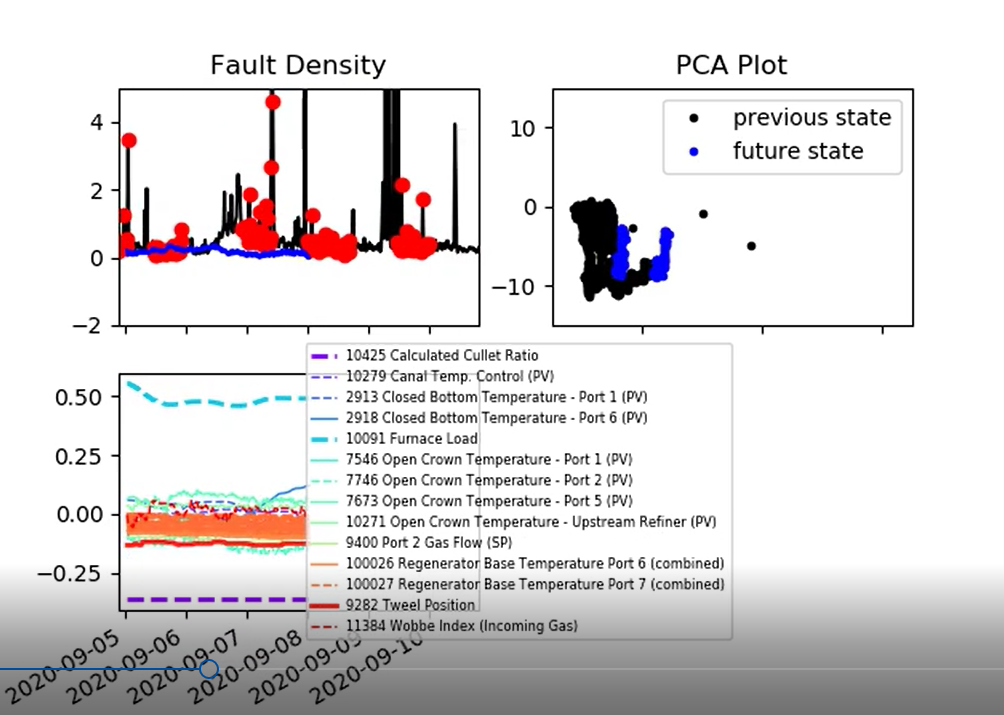 Fault Density
PCA Plot
4
2
0
−2
10
0
−10
previous state
future state
0.50
0.25
0.00
−0.25
10425 Calculated Cullet Ratio
10279 Canal Temp. Control (PV)
2913 Closed Bottom Temperature - Port 1 (PV)
2918 Closed Bottom Temperature - Port 6 (PV)
10091 Furnace Load
7546 Open Crown Temperature - Port 1 (PV)
7746 Open Crown Temperature - Port 2 (PV)
7673 Open Crown Temperature - Port 5 (PV)
10271 Open Crown Temperature - Upstream Refiner (PV)
9400 Port 2 Gas Flow (SP)
100026 Regenerator Base Temperature Port 6 (combined)
100027 Regenerator Base Temperature Port 7 (combined)
9282 Tweel Position
11384 Wobbe Index (Incoming Gas)
2020-09-05
2020-09-06
2020-09-07
2020-09-08
2020-09-09
2020-09-10